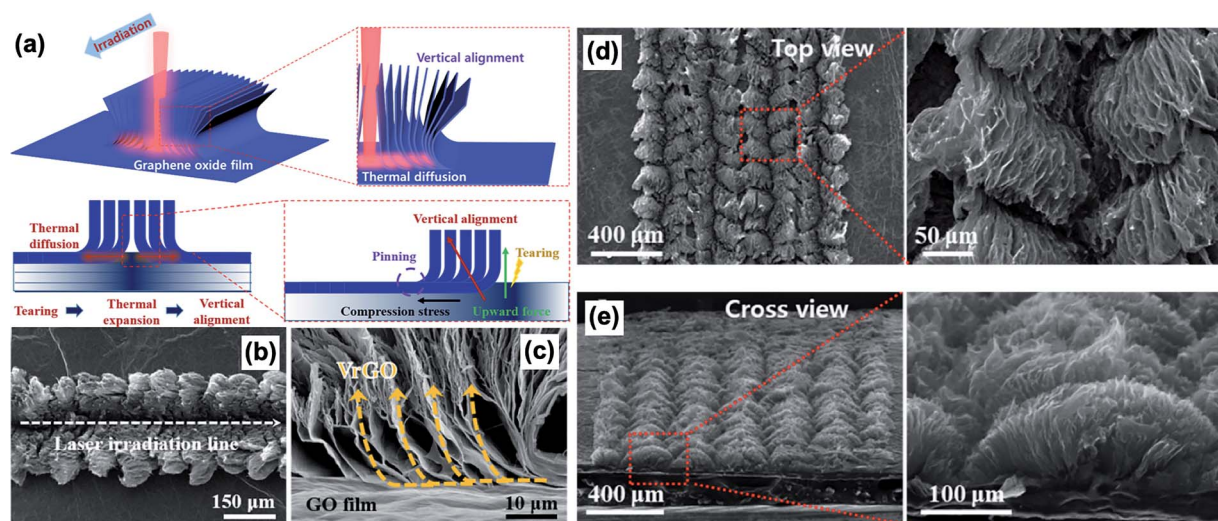 (a)
Irradiation
Vertical alignment
Graphene oxide film
Thermal diffusion
Thermal
diffusion
Tearing
Thermal
expansion
Vertical
alignment
Vertical alignment
Pinning
Tearing
Compression stress
Upward force
(b)
Laser irradiation line
150 μm
(c)
VrGO
GO film
10 μm
(d)
Top view
400 μm
50 μm
(e)
Cross view
400 μm
100 μm